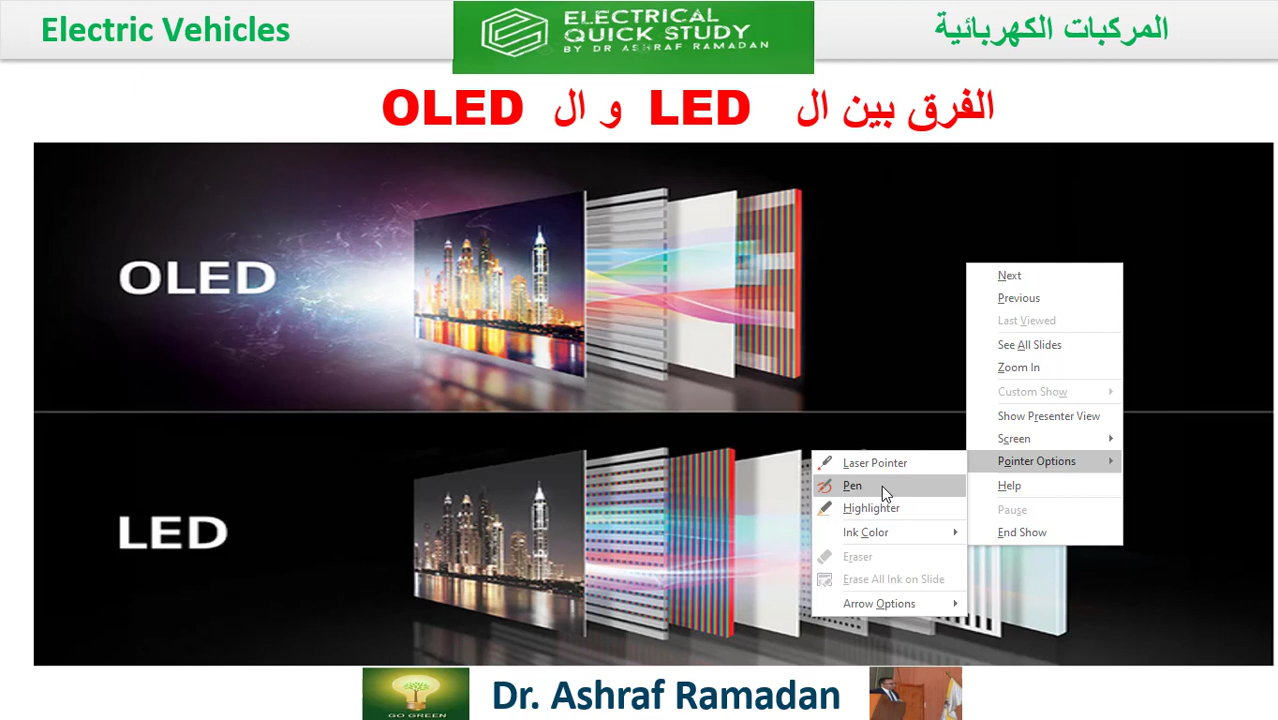 Electric Vehicles
ELECTRICAL
QUICK STUDY
BY DR ASHRAF RAMADAN
المركبات الكهربائية
الفرق بين ال LED و ال OLED
OLED
LED
Next
Previous
Last Viewed
See All Slides
Zoom In
Custom Show
Show Presenter View
Screen
Pointer Options
Help
Pause
End Show
Laser Pointer
Pen
Highlighter
Ink Color
Eraser
Erase All Ink on Slide
Arrow Options
GO GREEN
Dr. Ashraf Ramadan